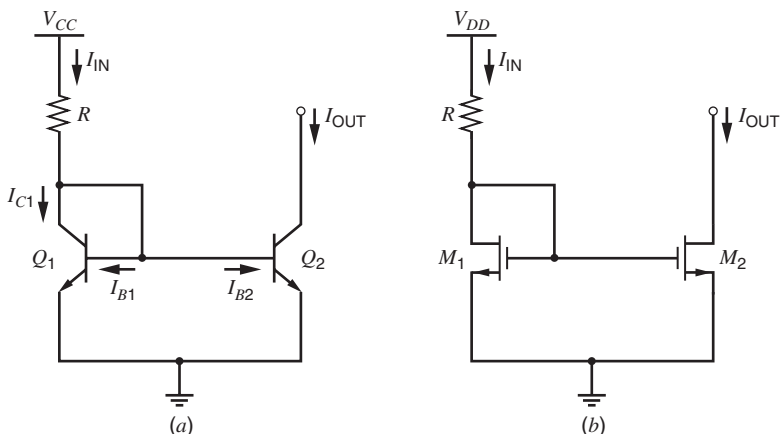 V_CC
I_IN
R
I_OUT
I_C1
Q_1
Q_2
I_B1
I_B2
(a)
V_DD
I_IN
R
I_OUT
M_1
M_2
(b)